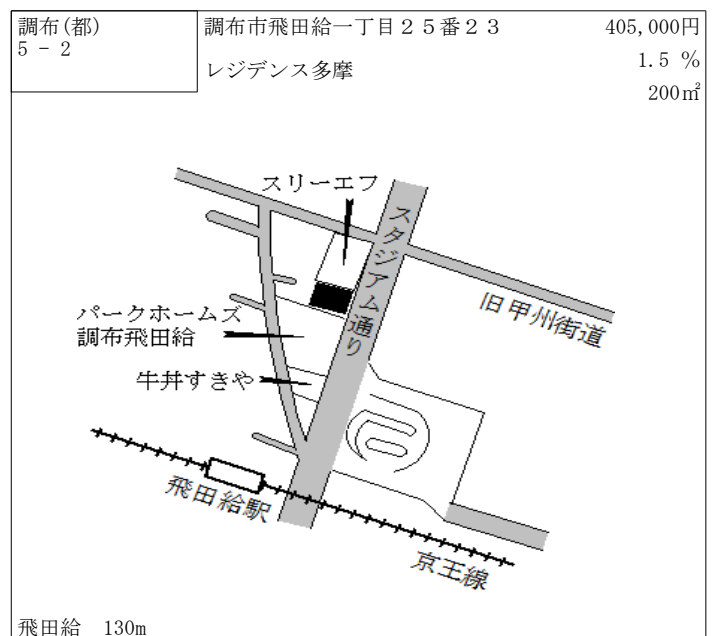 調布(都)
5 - 2
調布市飛田給一丁目２５番２３
405,000円
レジデンス多摩
1.5 %
200㎡
スリーエフ
スタジアム通り
旧甲州街道
パークホームズ
調布飛田給
牛丼すきや
飛田給駅
京王線
飛田給 130m